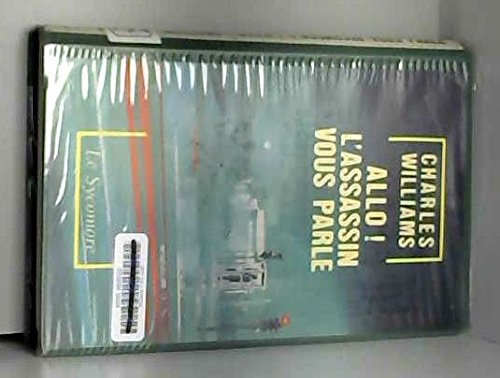 CHARLES
WILLIAMS
ALLO !
L'ASSASSIN
VOUS PARLE
Le Sycomore